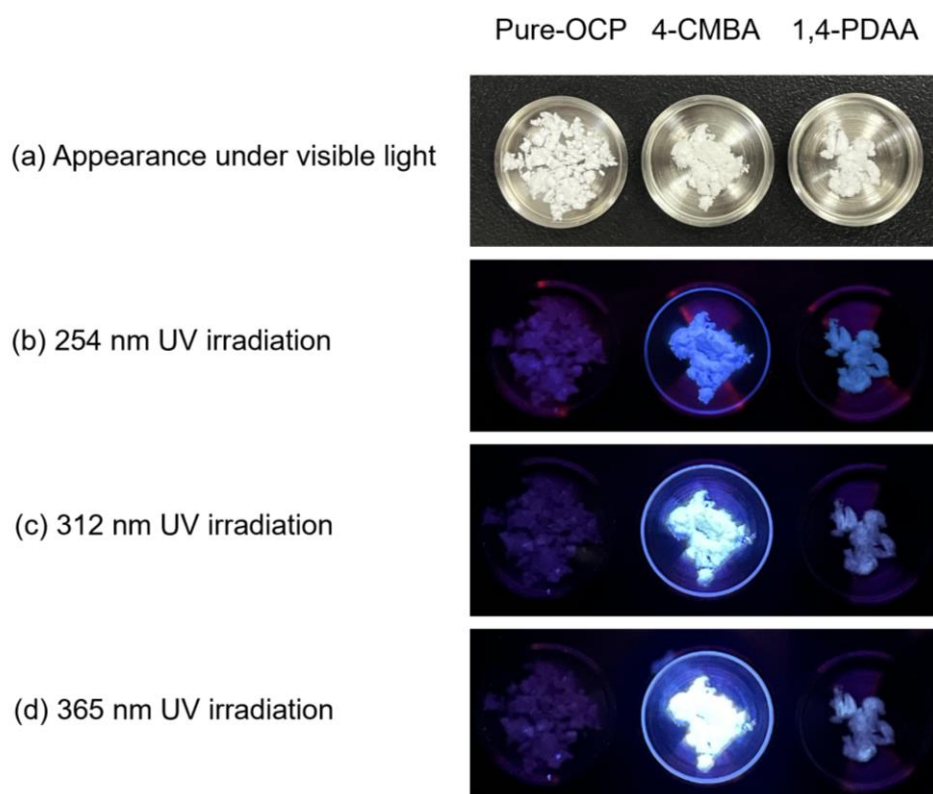 Pure-OCP 4-CMBA 1,4-PDAA
(a) Appearance under visible light
(b) 254 nm UV irradiation
(c) 312 nm UV irradiation
(d) 365 nm UV irradiation